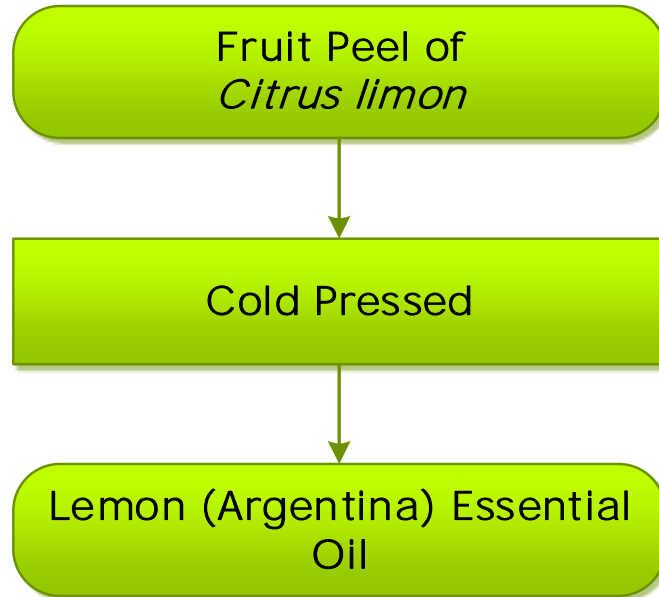 Fruit Peel of
Citrus limon
Cold Pressed
Lemon (Argentina) Essential
Oil